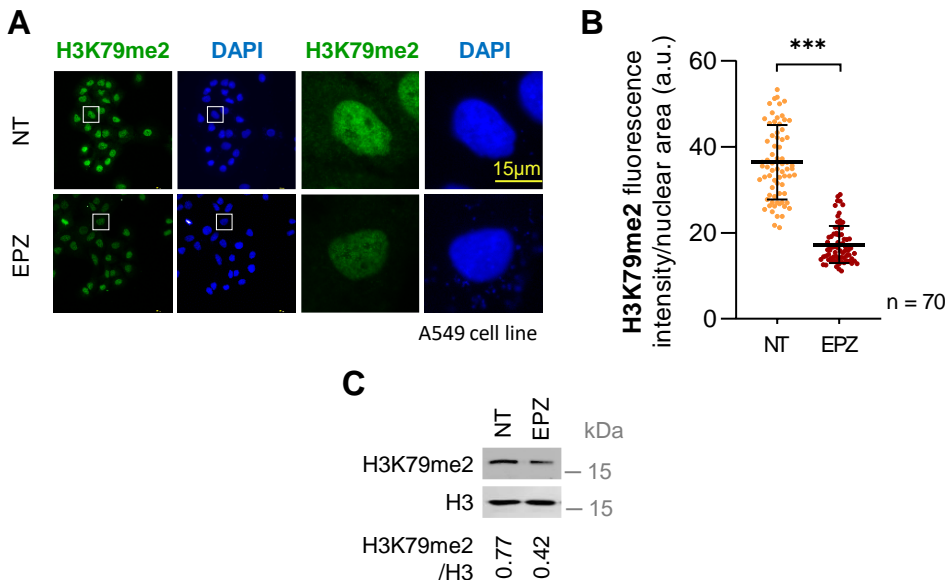 A
H3K79me2 DAPI H3K79me2 DAPI
NT
15µm
EPZ
A549 cell line
B
***
H3K79me2 fluorescence
intensity/nuclear area (a.u.)
60
40
20
0
NT EPZ
n = 70
C
NT EPZ kDa
H3K79me2 15
H3 15
H3K79me2
/H3
0.77 0.42